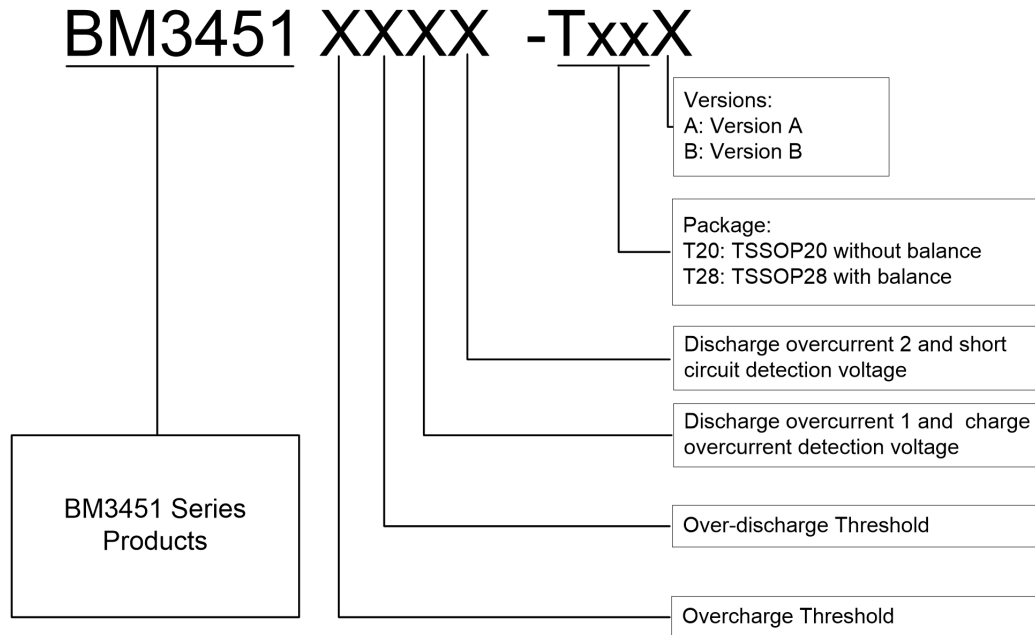 BM3451 XXXX -TxxX
Versions:
A: Version A
B: Version B
Package:
T20: TSSOP20 without balance
T28: TSSOP28 with balance
Discharge overcurrent 2 and short
circuit detection voltage
Discharge overcurrent 1 and charge
overcurrent detection voltage
BM3451 Series
Products
Over-discharge Threshold
Overcharge Threshold